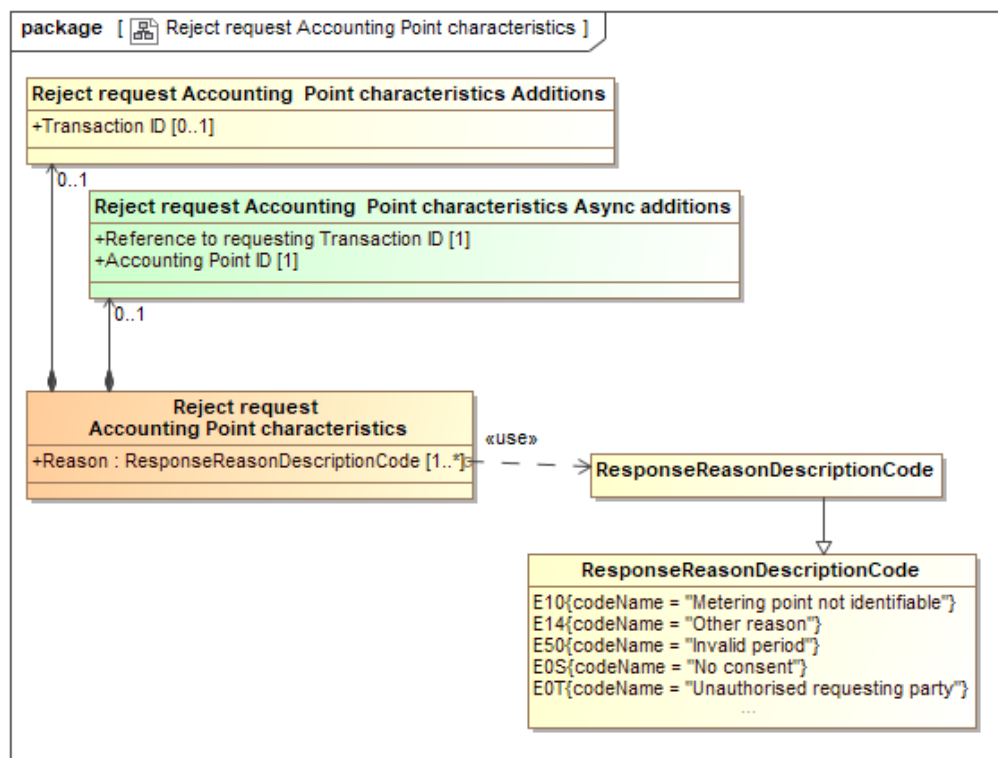 package [ Reject request Accounting Point characteristics ]
Reject request Accounting  Point characteristics Additions
+Transaction ID [0..1]
0..1
Reject request Accounting  Point characteristics Async additions
+Reference to requesting Transaction ID [1]
+Accounting Point ID [1]
0..1
Reject request
Accounting Point characteristics
+Reason : ResponseReasonDescriptionCode [1..*]
«use»
ResponseReasonDescriptionCode
ResponseReasonDescriptionCode
E10{codeName = "Metering point not identifiable"}
E14{codeName = "Other reason"}
E50{codeName = "Invalid period"}
E0S{codeName = "No consent"}
E0T{codeName = "Unauthorised requesting party"}
...